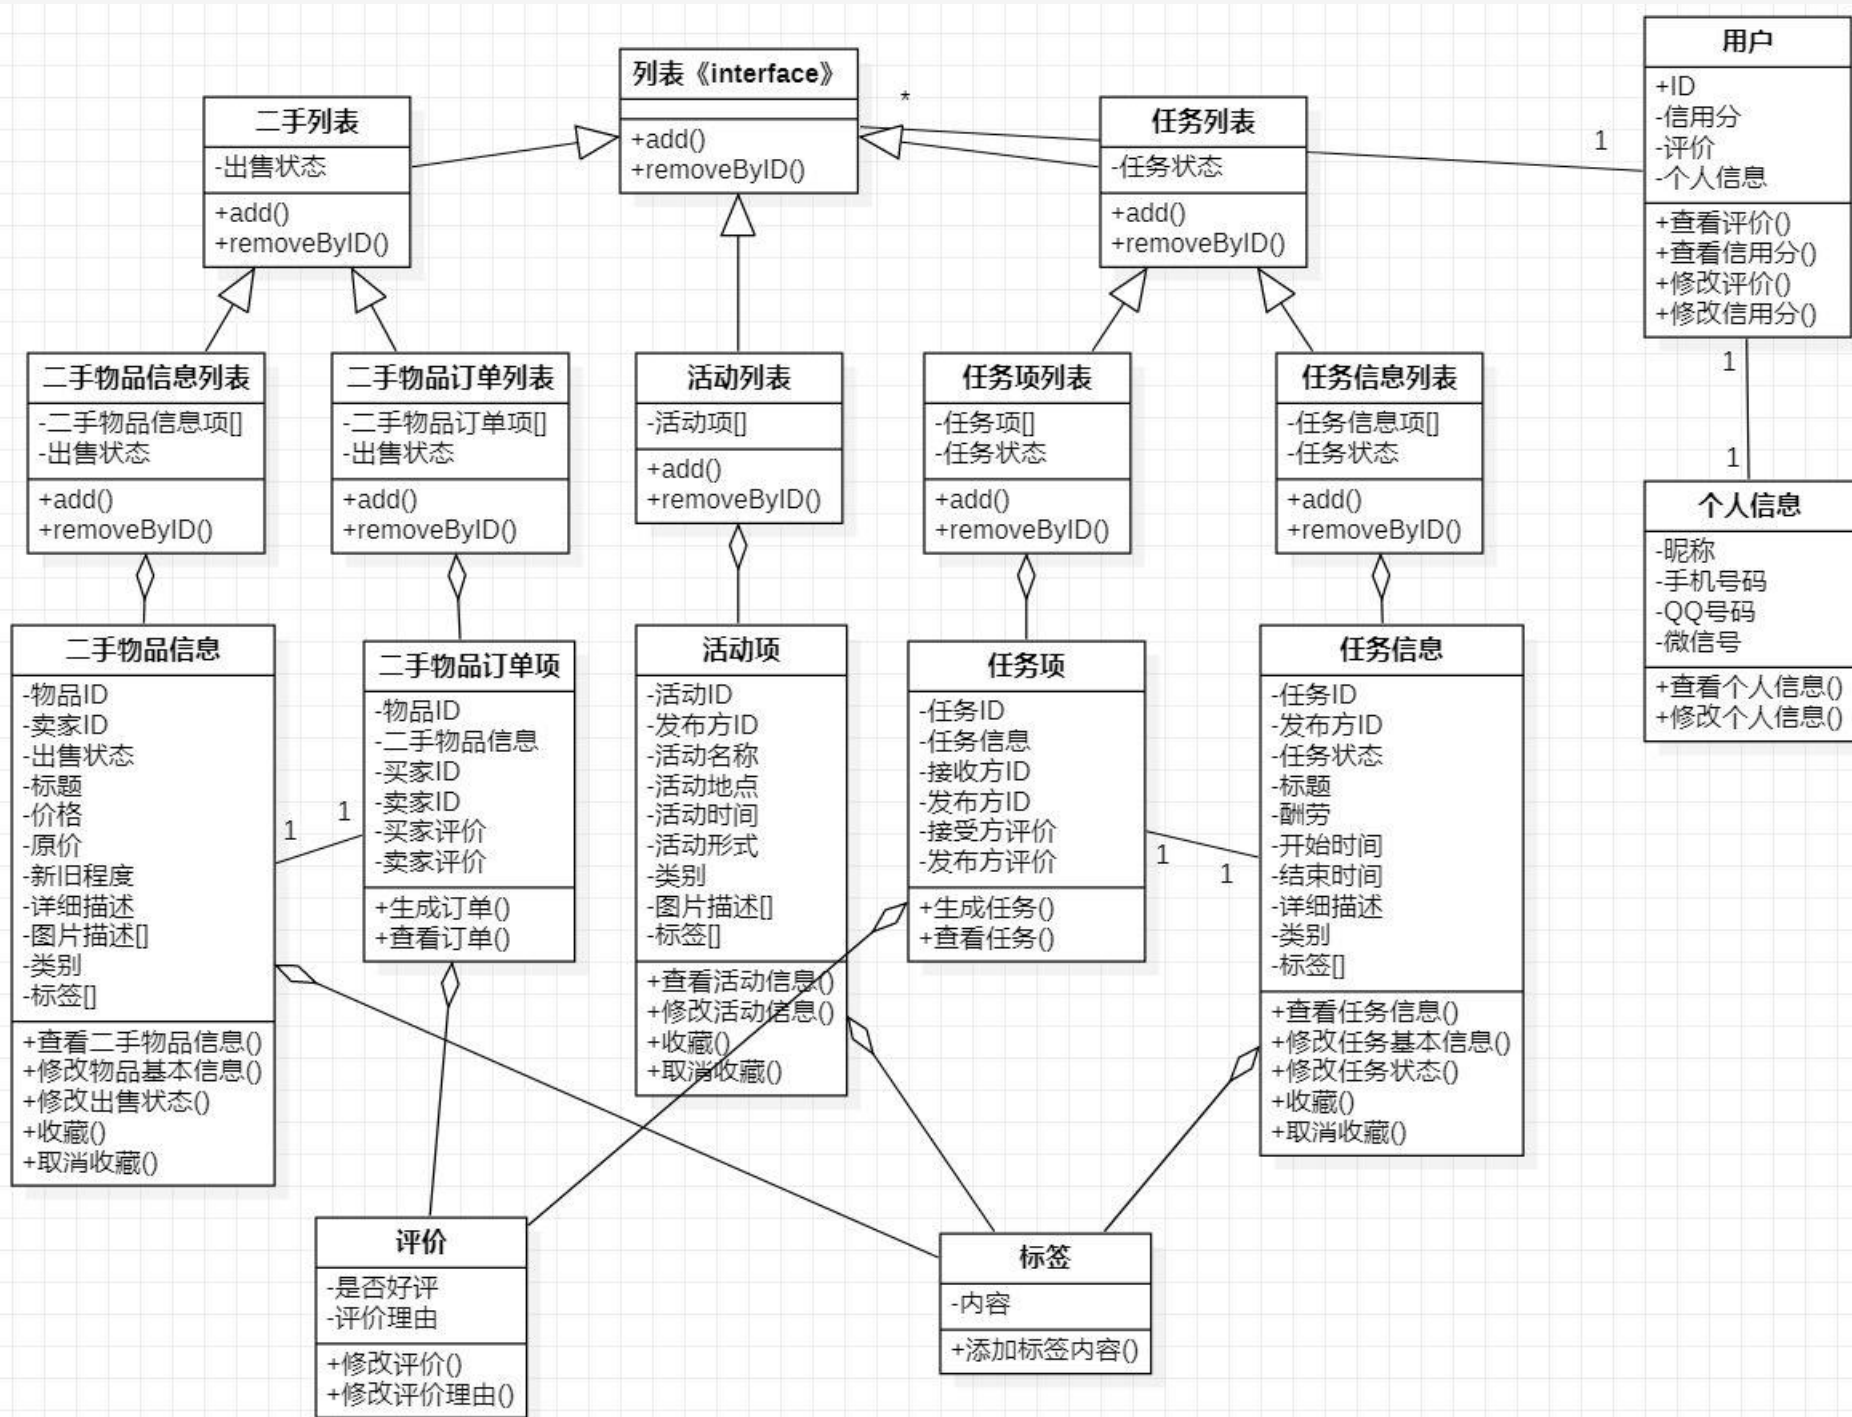 列表《interface》
+add()
+removeByID()
*
二手列表
-出售状态
+add()
+removeByID()
任务列表
-任务状态
+add()
+removeByID()
1
用户
+ID
-信用分
-评价
-个人信息
+查看评价()
+查看信用分()
+修改评价()
+修改信用分()
1
1
二手物品信息列表
-二手物品信息项[]
-出售状态
+add()
+removeByID()
二手物品订单列表
-二手物品订单项[]
-出售状态
+add()
+removeByID()
活动列表
-活动项[]
+add()
+removeByID()
任务项列表
-任务项[]
-任务状态
+add()
+removeByID()
任务信息列表
-任务信息项[]
-任务状态
+add()
+removeByID()
个人信息
-昵称
-手机号码
-QQ号码
-微信号
+查看个人信息()
+修改个人信息()
二手物品信息
-物品ID
-卖家ID
-出售状态
-标题
-价格
-原价
-新旧程度
-详细描述
-图片描述[]
-类别
-标签[]
+查看二手物品信息()
+修改物品基本信息()
+修改出售状态()
+收藏()
+取消收藏()
1
1
二手物品订单项
-物品ID
-二手物品信息
-买家ID
-卖家ID
-买家评价
-卖家评价
+生成订单()
+查看订单()
活动项
-活动ID
-发布方ID
-活动名称
-活动地点
-活动时间
-活动形式
-类别
-图片描述[]
-标签[]
+查看活动信息()
+修改活动信息()
+收藏()
+取消收藏()
任务项
-任务ID
-任务信息
-接收方ID
-发布方ID
-接受方评价
-发布方评价
+生成任务()
+查看任务()
1
1
任务信息
-任务ID
-发布方ID
-任务状态
-标题
-酬劳
-开始时间
-结束时间
-详细描述
-类别
-标签[]
+查看任务信息()
+修改任务基本信息()
+修改任务状态()
+收藏()
+取消收藏()
评价
-是否好评
-评价理由
+修改评价()
+修改评价理由()
标签
-内容
+添加标签内容()